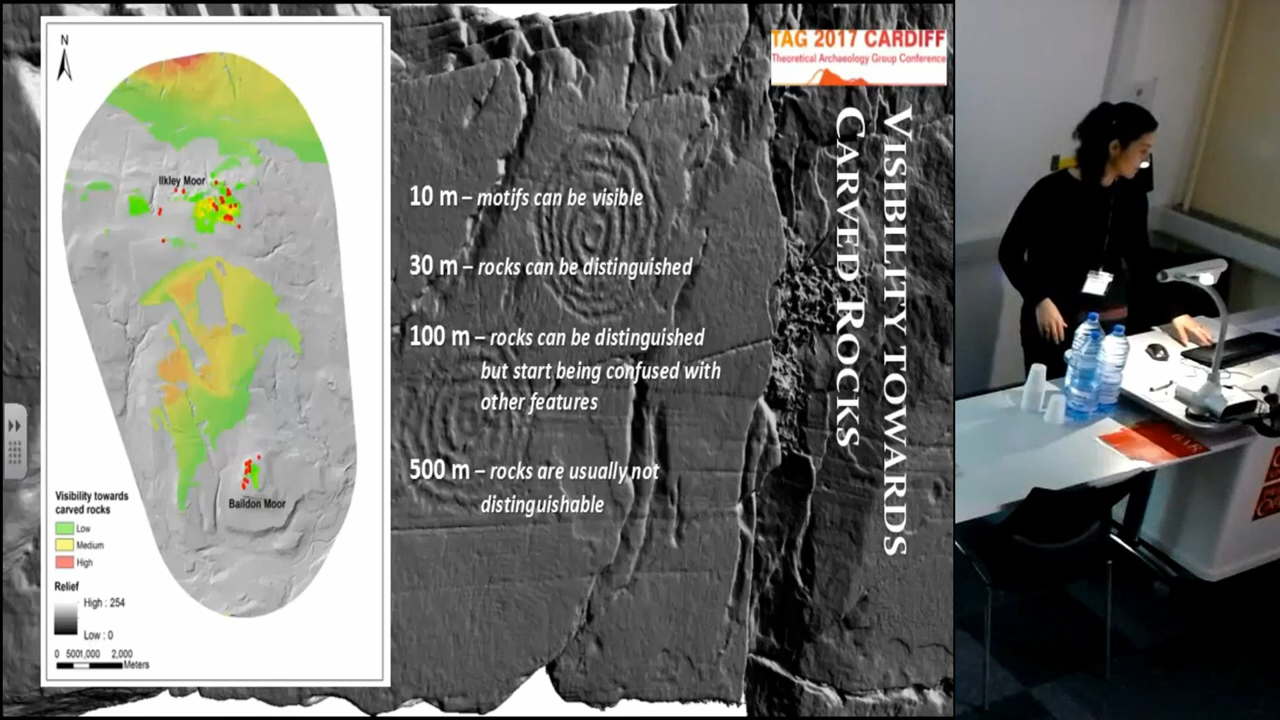 N
Ilkley Moor
Baildon Moor
Visibility towards
carved rocks
Low
Medium
High
Relief
High : 254
Low : 0
0 5001,000 2,000
Meters
10 m – motifs can be visible
30 m – rocks can be distinguished
100 m – rocks can be distinguished
but start being confused with
other features
500 m – rocks are usually not
distinguishable
TAG 2017 CARDIFF
Theoretical Archaeology Group Conference
VISIBILITY TOWARDS
CARVED ROCKS
BAR